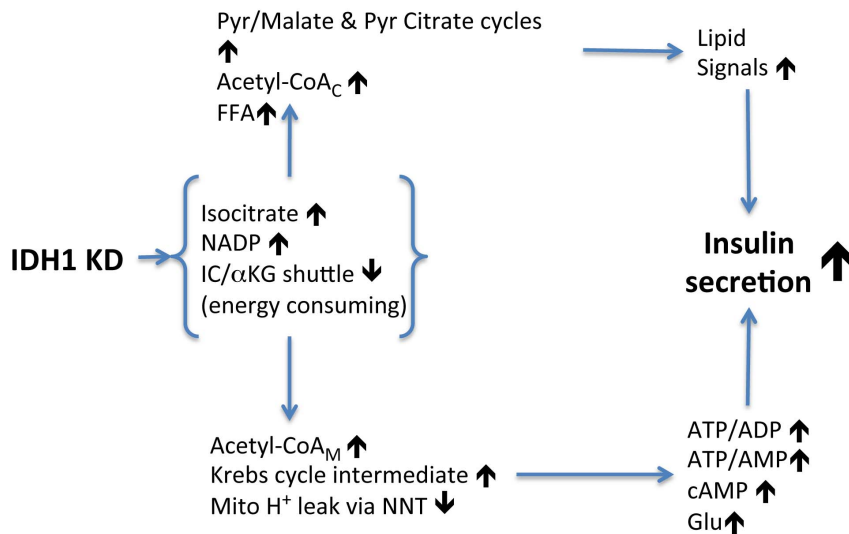 Pyr/Malate & Pyr Citrate cycles
↑
Acetyl-CoA_C ↑
FFA↑
Lipid
Signals ↑
IDH1 KD
Isocitrate ↑
NADP ↑
IC/αKG shuttle ↓
(energy consuming)
Insulin
secretion ↑
Acetyl-CoA_M ↑
Krebs cycle intermediate ↑
Mito H⁺ leak via NNT ↓
ATP/ADP ↑
ATP/AMP↑
cAMP ↑
Glu↑